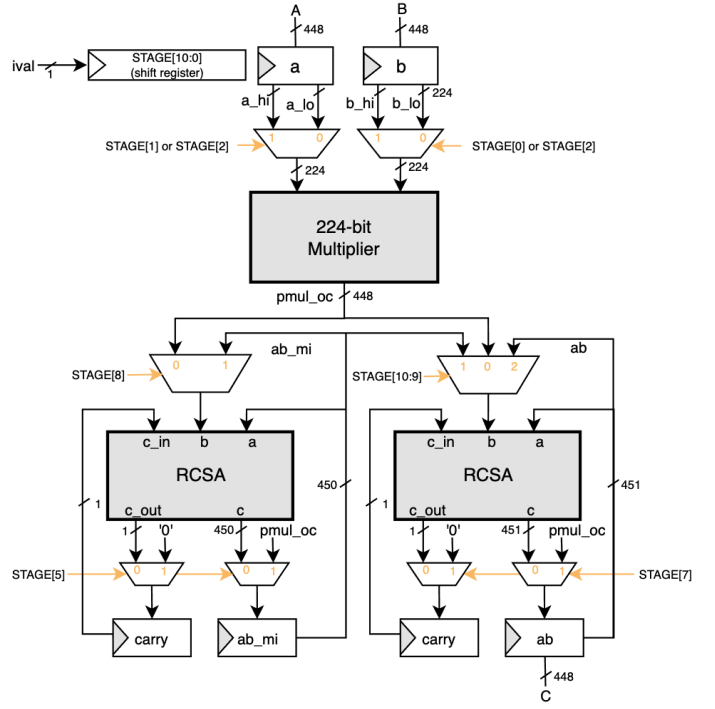 A
B
448
448
ival
1
STAGE[10:0]
(shift register)
a
b
a_hi
a_lo
b_hi
b_lo
224
1
0
1
0
STAGE[1] or STAGE[2]
STAGE[0] or STAGE[2]
224
224
224-bit
Multiplier
pmul_oc
448
0
1
ab_mi
1
0
2
ab
STAGE[8]
STAGE[10:9]
c_in
b
a
c_in
b
a
RCSA
RCSA
1
450
1
451
c_out
c
c_out
c
1
'0'
450
pmul_oc
1
'0'
451
pmul_oc
STAGE[5]
0
1
0
1
0
1
0
1
STAGE[7]
carry
ab_mi
carry
ab
448
C